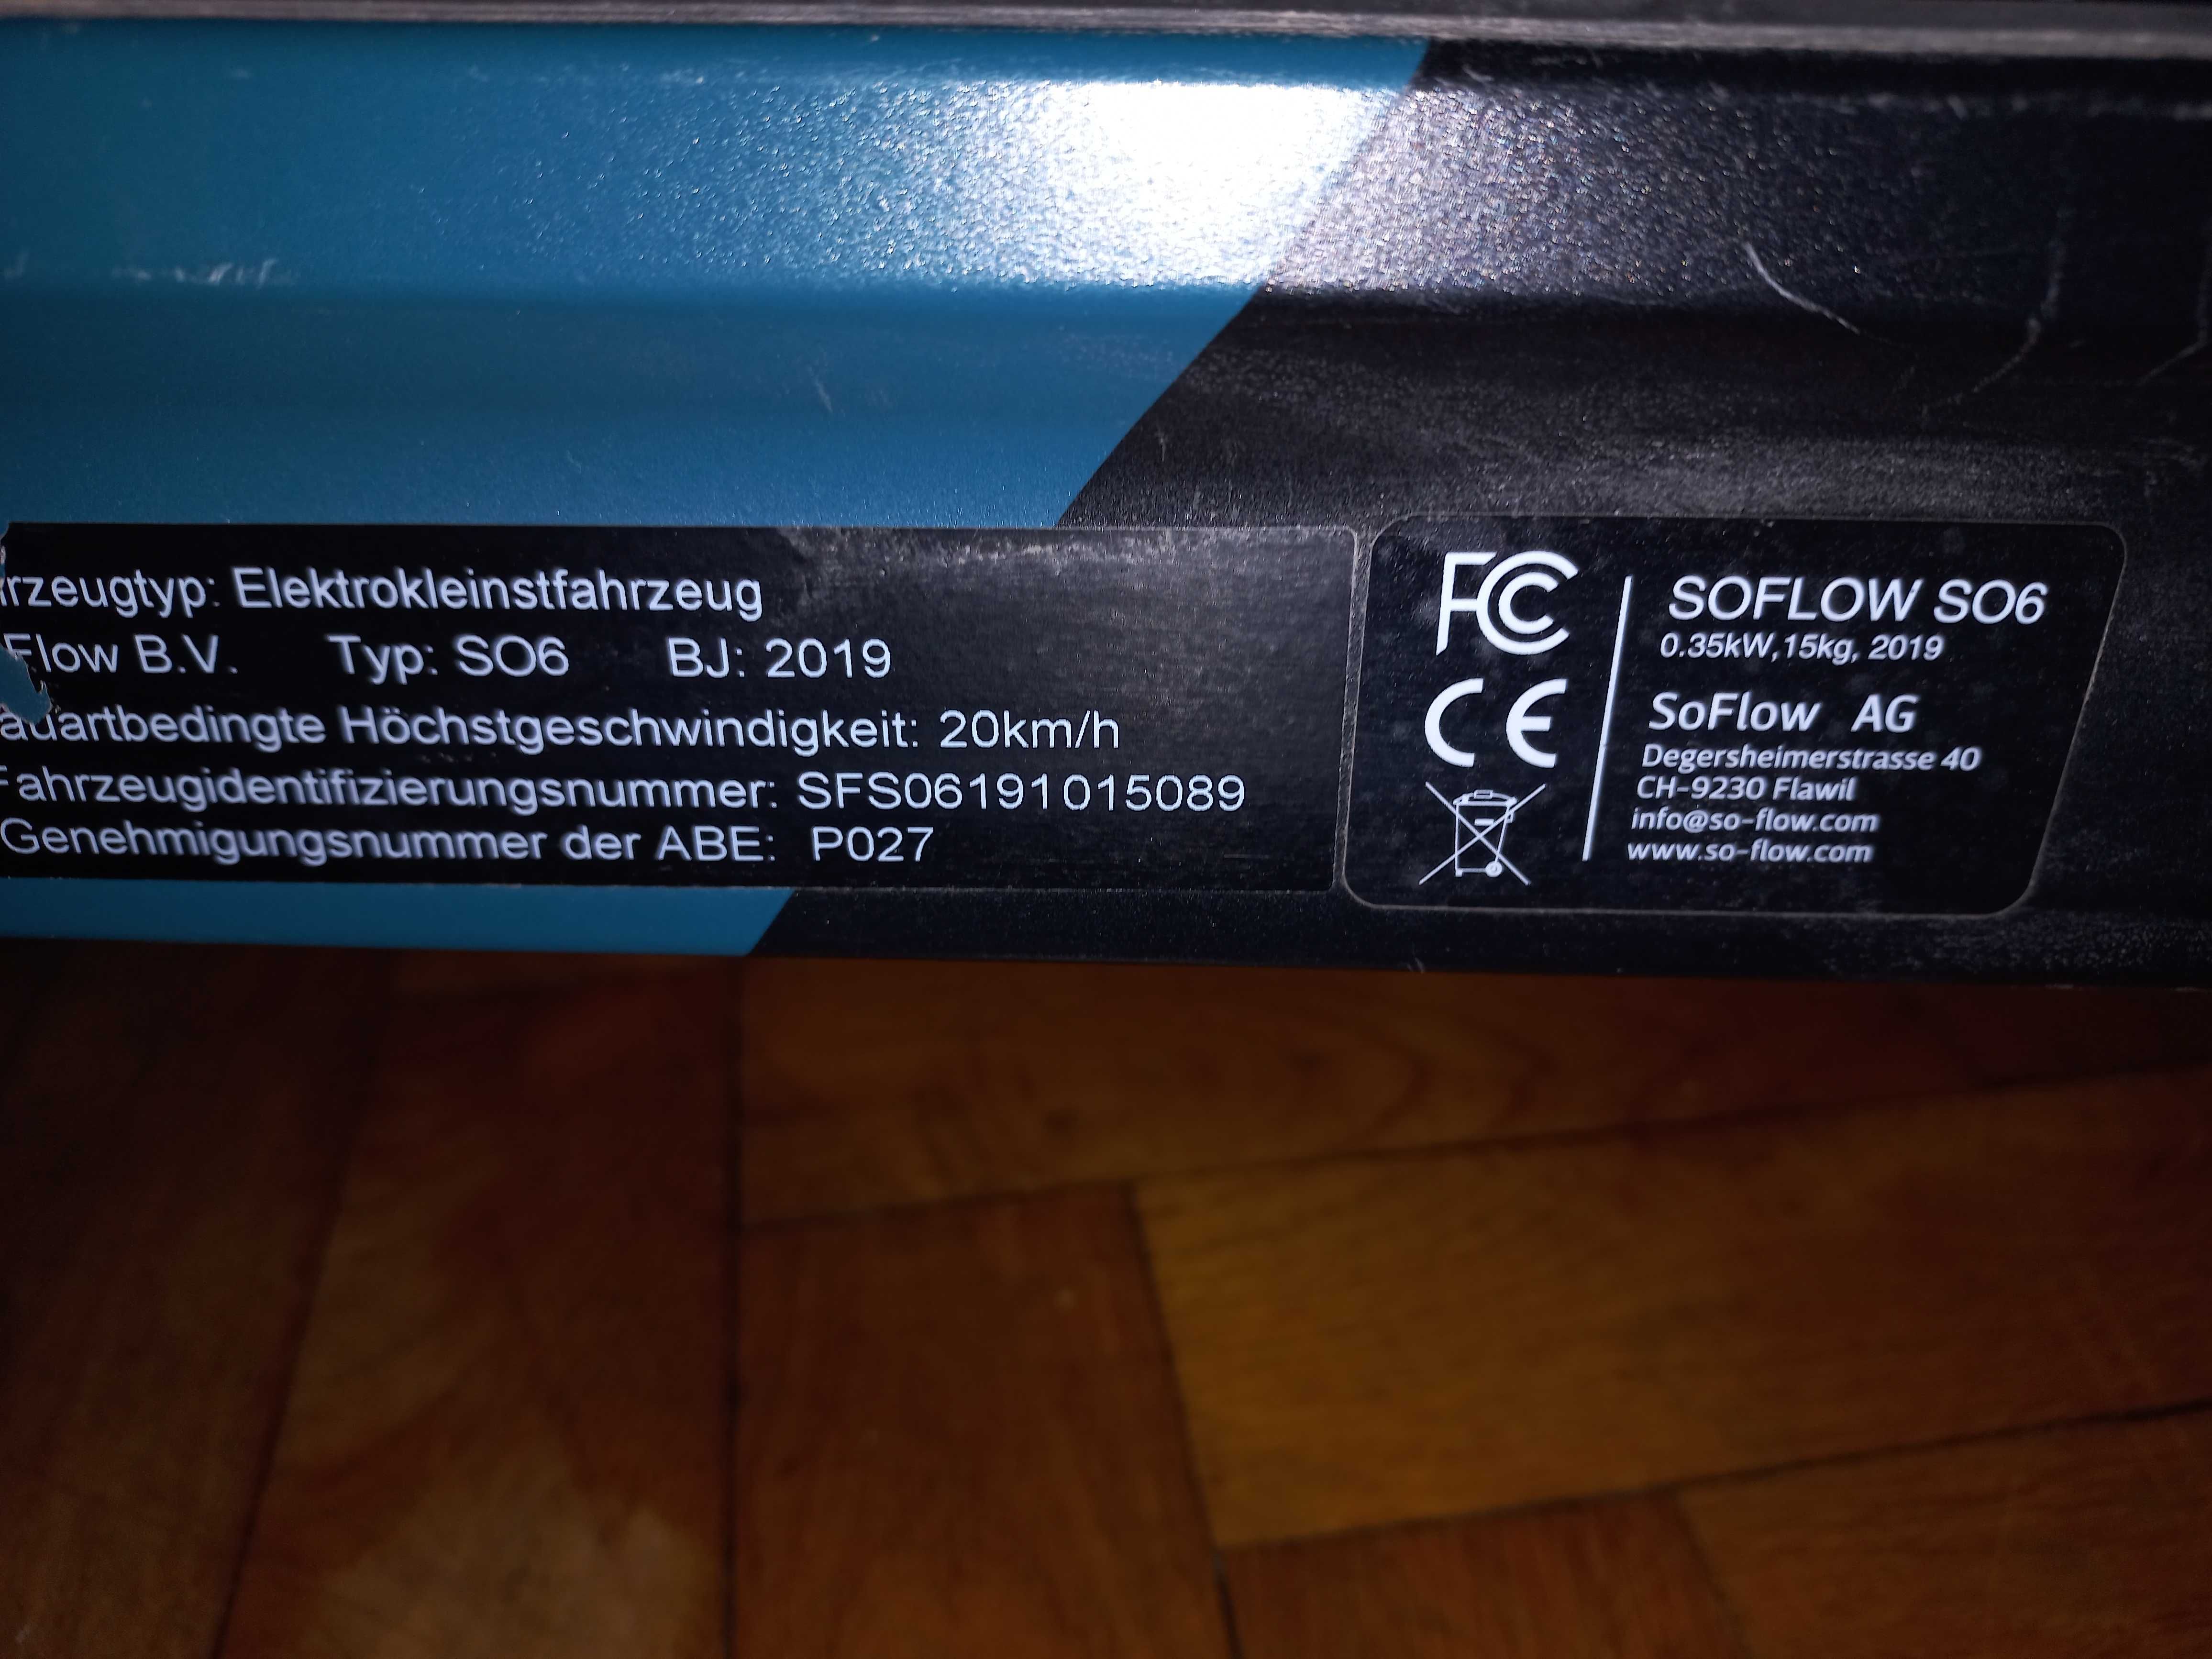 rzeugtyp: Elektrokleinstfahrzeug
Flow B.V. Typ: SO6 BJ: 2019
auartbedingte Höchstgeschwindigkeit: 20km/h
Fahrzeugidentifizierungsnummer: SFS06191015089
Genehmigungsnummer der ABE: P027
FC
CE
SOFLOW SO6
0.35kW,15kg, 2019
SoFlow AG
Degersheimerstrasse 40
CH-9230 Flawil
info@so-flow.com
www.so-flow.com